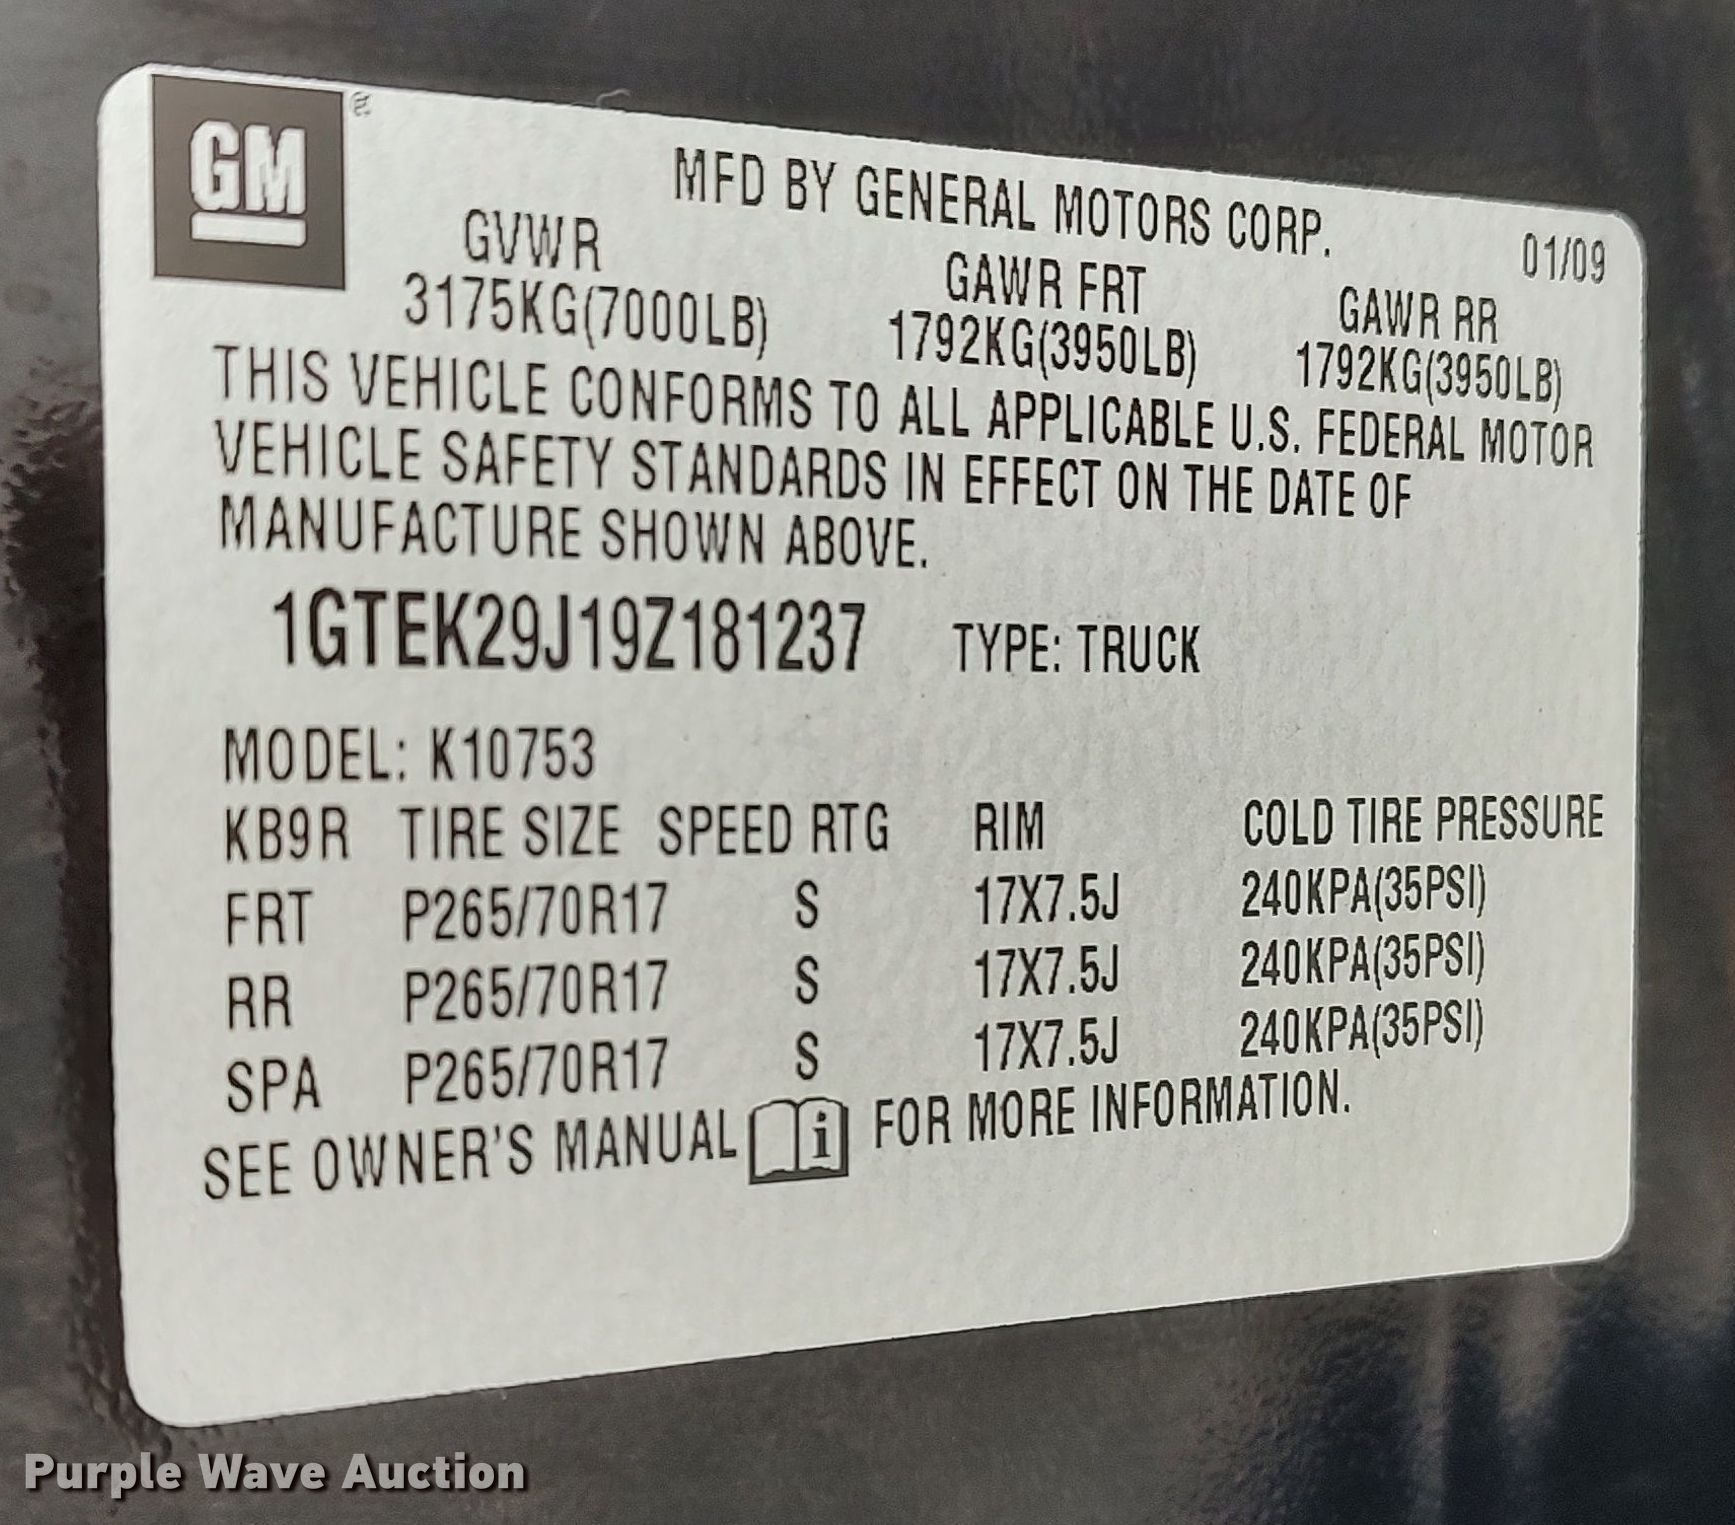 GM
MFD BY GENERAL MOTORS CORP.
01/09
GVWR GAWR FRT GAWR RR
3175KG(7000LB) 1792KG(3950LB) 1792KG(3950LB)
THIS VEHICLE CONFORMS TO ALL APPLICABLE U.S. FEDERAL MOTOR
VEHICLE SAFETY STANDARDS IN EFFECT ON THE DATE OF
MANUFACTURE SHOWN ABOVE.
1GTEK29J19Z181237 TYPE: TRUCK
MODEL: K10753
KB9R TIRE SIZE SPEED RTG RIM COLD TIRE PRESSURE
FRT P265/70R17 S 17X7.5J 240KPA(35PSI)
RR P265/70R17 S 17X7.5J 240KPA(35PSI)
SPA P265/70R17 S 17X7.5J 240KPA(35PSI)
SEE OWNER'S MANUAL i FOR MORE INFORMATION.
Purple Wave Auction